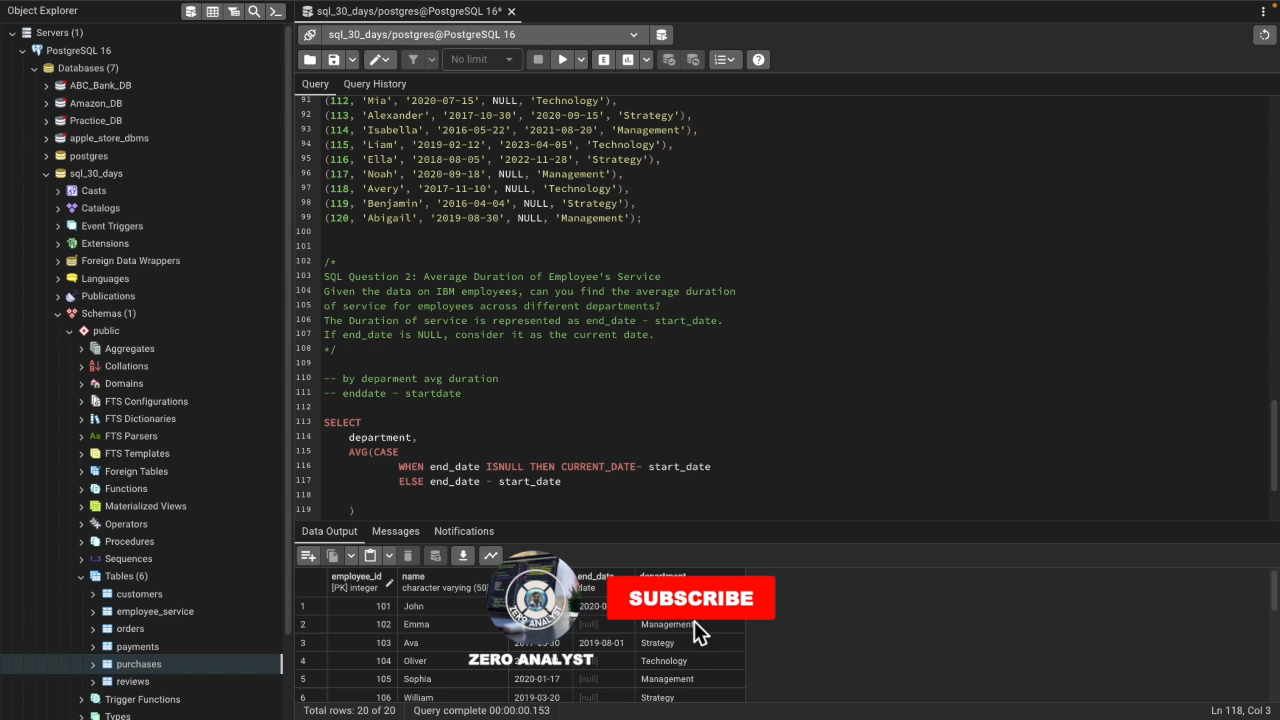 Object Explorer
sql_30_days/postgres@PostgreSQL 16*
Servers (1)
PostgreSQL 16
Databases (7)
ABC_Bank_DB
Amazon_DB
Practice_DB
apple_store_dbms
postgres
sql_30_days
Casts
Catalogs
Event Triggers
Extensions
Foreign Data Wrappers
Languages
Publications
Schemas (1)
public
Aggregates
Collations
Domains
FTS Configurations
FTS Dictionaries
Aa FTS Parsers
FTS Templates
Foreign Tables
Functions
Materialized Views
Operators
Procedures
1..3 Sequences
Tables (6)
customers
employee_service
orders
payments
purchases
reviews
Trigger Functions
Types
sql_30_days/postgres@PostgreSQL 16
No limit
Query Query History
91 (112, 'Mia', '2020-07-15', NULL, 'Technology'),
92 (113, 'Alexander', '2017-10-30', '2020-09-15', 'Strategy'),
93 (114, 'Isabella', '2016-05-22', '2021-08-20', 'Management'),
94 (115, 'Liam', '2019-02-12', '2023-04-05', 'Technology'),
95 (116, 'Ella', '2018-08-05', '2022-11-28', 'Strategy'),
96 (117, 'Noah', '2020-09-18', NULL, 'Management'),
97 (118, 'Avery', '2017-11-10', NULL, 'Technology'),
98 (119, 'Benjamin', '2016-04-04', NULL, 'Strategy'),
99 (120, 'Abigail', '2019-08-30', NULL, 'Management');
100
101
102 /*
103 SQL Question 2: Average Duration of Employee's Service
104 Given the data on IBM employees, can you find the average duration
105 of service for employees across different departments?
106 The Duration of service is represented as end_date - start_date.
107 If end_date is NULL, consider it as the current date.
108 */
109
110 -- by deparment avg duration
111 -- enddate - startdate
112
113 SELECT
114 department,
115 AVG(CASE
116 WHEN end_date ISNULL THEN CURRENT_DATE- start_date
117 ELSE end_date - start_date
118
119 )
Data Output Messages Notifications
employee_id name end_date department
[PK] integer character varying (50) date
1 101 John
2 102 Emma [null] Management
3 103 Ava 2019-08-01 Strategy
4 104 Oliver Technology
5 105 Sophia 2020-01-17 [null] Management
6 106 William 2019-03-20 [null] Strategy
ZERO ANALYST
SUBSCRIBE
ZERO ANALYST
Total rows: 20 of 20 Query complete 00:00:00.153
Ln 118, Col 3